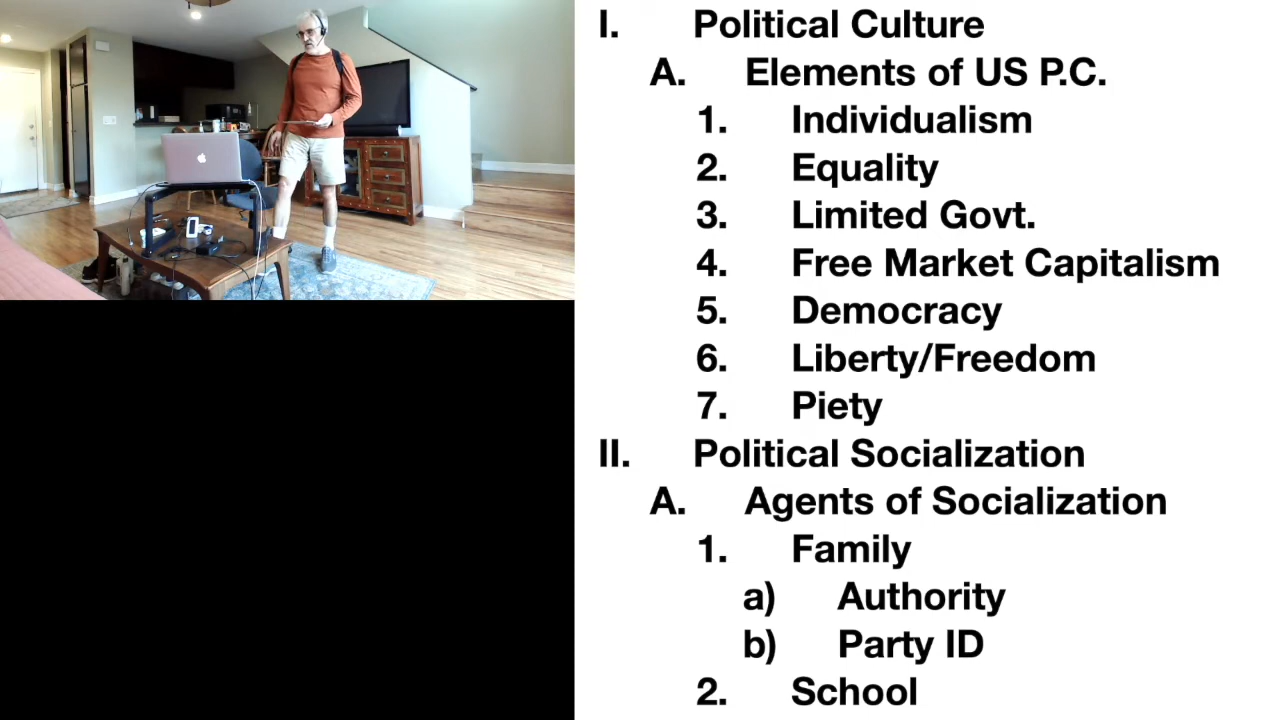 I. Political Culture
A. Elements of US P.C.
1. Individualism
2. Equality
3. Limited Govt.
4. Free Market Capitalism
5. Democracy
6. Liberty/Freedom
7. Piety
II. Political Socialization
A. Agents of Socialization
1. Family
a) Authority
b) Party ID
2. School